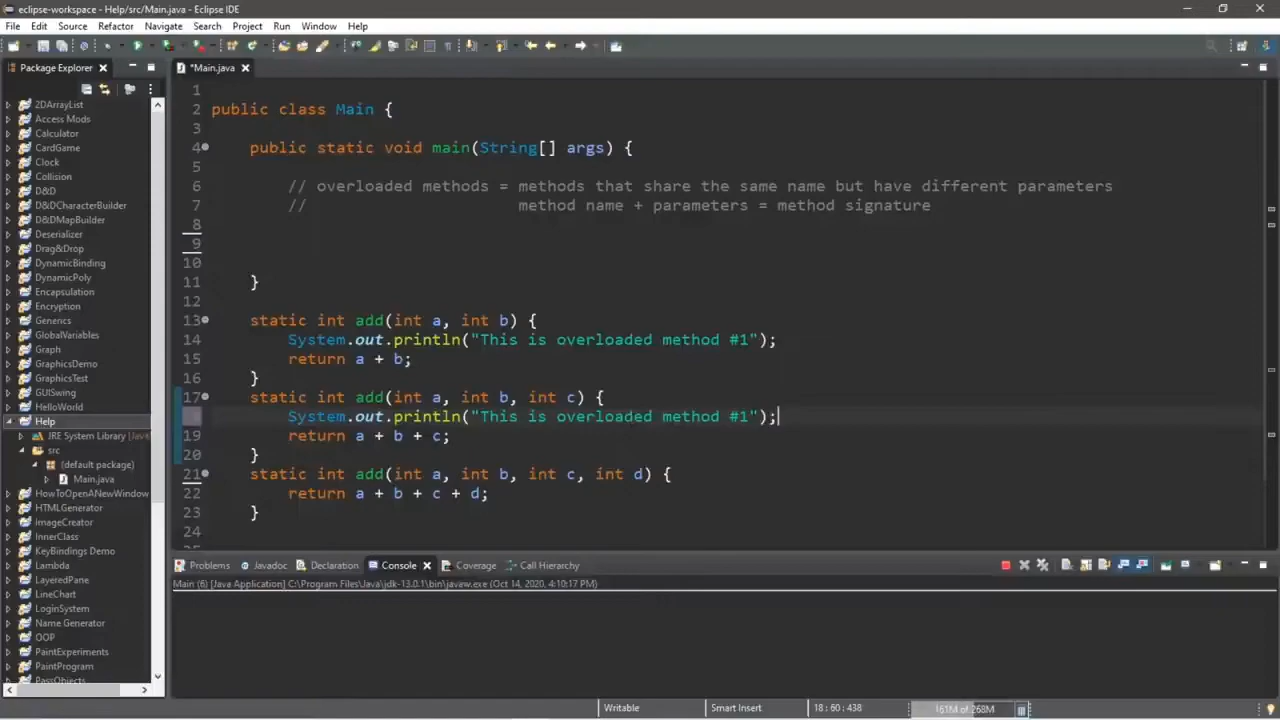 eclipse-workspace - Help/src/Main.java - Eclipse IDE
File Edit Source Refactor Navigate Search Project Run Window Help
Package Explorer
*Main.java
2DArrayList
Access Mods
Calculator
CardGame
Clock
Collision
D&D
D&DCharacterBuilder
D&DMapBuilder
Deserializer
Drag&Drop
DynamicBinding
DynamicPoly
Encapsulation
Encryption
Generics
GlobalVariables
Graph
GraphicsDemo
GraphicsTest
GUISwing
HelloWorld
Help
JRE System Library [Java
src
(default package)
Main.java
HowToOpenANewWindow
HTMLGenerator
ImageCreator
InnerClass
KeyBindings Demo
Lambda
LayeredPane
LineChart
LoginSystem
Name Generator
OOP
PaintExperiments
PaintProgram
PassObjects
1
2 public class Main {
3
4 public static void main(String[] args) {
5
6 // overloaded methods = methods that share the same name but have different parameters
7 // method name + parameters = method signature
8
9
10
11 }
12
13 static int add(int a, int b) {
14 System.out.println("This is overloaded method #1");
15 return a + b;
16 }
17 static int add(int a, int b, int c) {
System.out.println("This is overloaded method #1");
19 return a + b + c;
20 }
21 static int add(int a, int b, int c, int d) {
22 return a + b + c + d;
23 }
24
Problems Javadoc Declaration Console Coverage Call Hierarchy
Main (6) [Java Application] C:\Program Files\Java\jdk-13.0.1\bin\javaw.exe (Oct 14, 2020, 4:10:17 PM)
Writable Smart Insert 18 : 60 : 438 161M of 268M